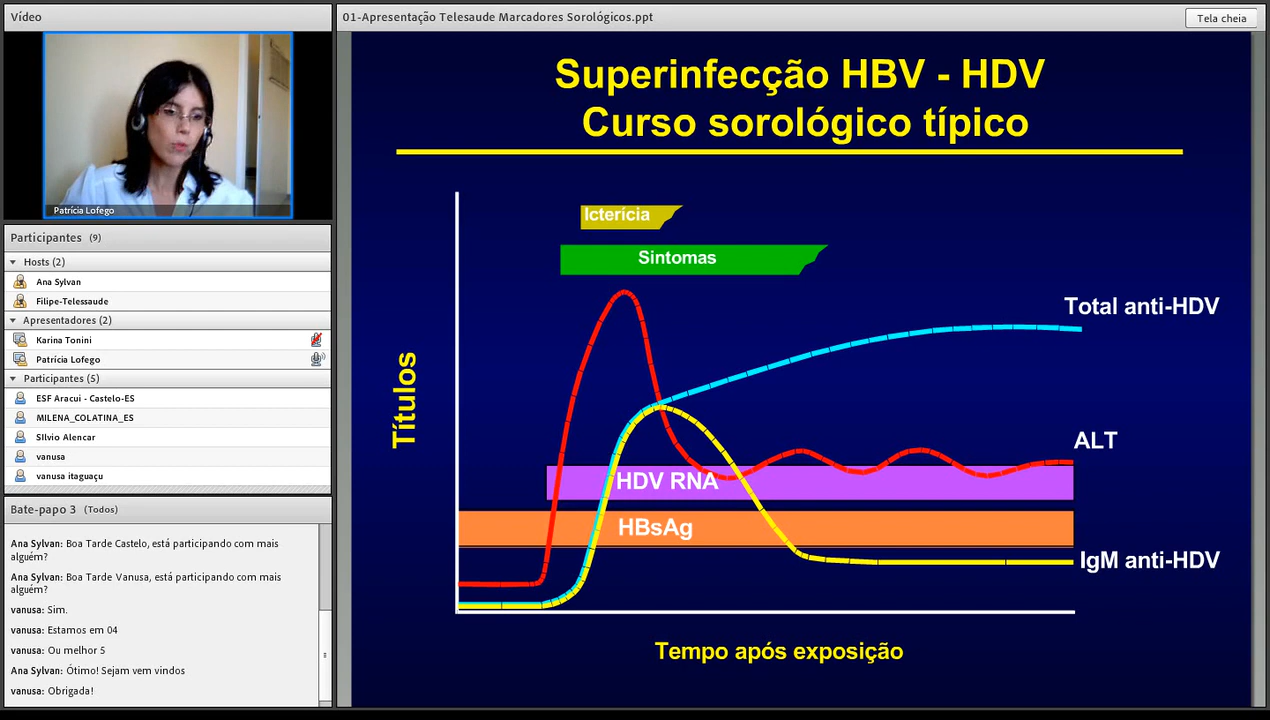 Vídeo
Patrícia Lofego
Participantes (9)
Hosts (2)
Ana Sylvan
Filipe-Telessaude
Apresentadores (2)
Karina Tonini
Patrícia Lofego
Participantes (5)
ESF Aracui - Castelo-ES
MILENA_COLATINA_ES
SIlvio Alencar
vanusa
vanusa itaguaçu
Bate-papo 3 (Todos)
Ana Sylvan: Boa Tarde Castelo, está participando com mais
alguém?
Ana Sylvan: Boa Tarde Vanusa, está participando com mais
alguém?
vanusa: Sim.
vanusa: Estamos em 04
vanusa: Ou melhor 5
Ana Sylvan: Ótimo! Sejam vem vindos
vanusa: Obrigada!
01-Apresentação Telesaude Marcadores Sorológicos.ppt
Tela cheia
Superinfecção HBV - HDV
Curso sorológico típico
Icterícia
Sintomas
Total anti-HDV
Títulos
ALT
HDV RNA
HBsAg
IgM anti-HDV
Tempo após exposição